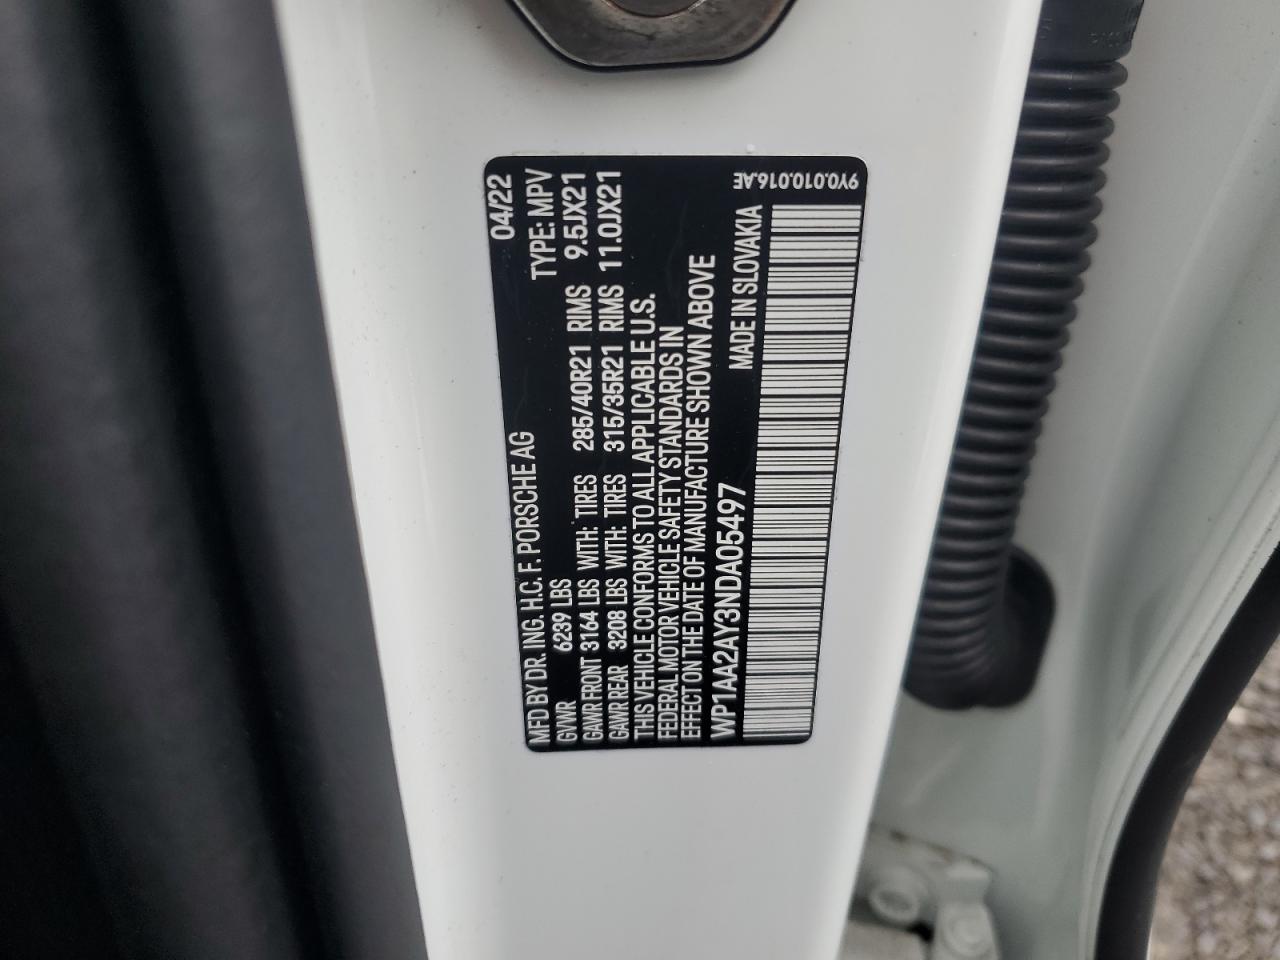 MFD BY DR. ING. H.C. F. PORSCHE AG 04/22
GVWR 6239 LBS TYPE: MPV
GAWR FRONT 3164 LBS WITH: TIRES 285/40R21 RIMS 9.5JX21
GAWR REAR 3208 LBS WITH: TIRES 315/35R21 RIMS 11.0JX21
THIS VEHICLE CONFORMS TO ALL APPLICABLE U.S.
FEDERAL MOTOR VEHICLE SAFETY STANDARDS IN
EFFECT ON THE DATE OF MANUFACTURE SHOWN ABOVE
WP1AA2AY3NDA05497 MADE IN SLOVAKIA
9Y0.010.016.AE